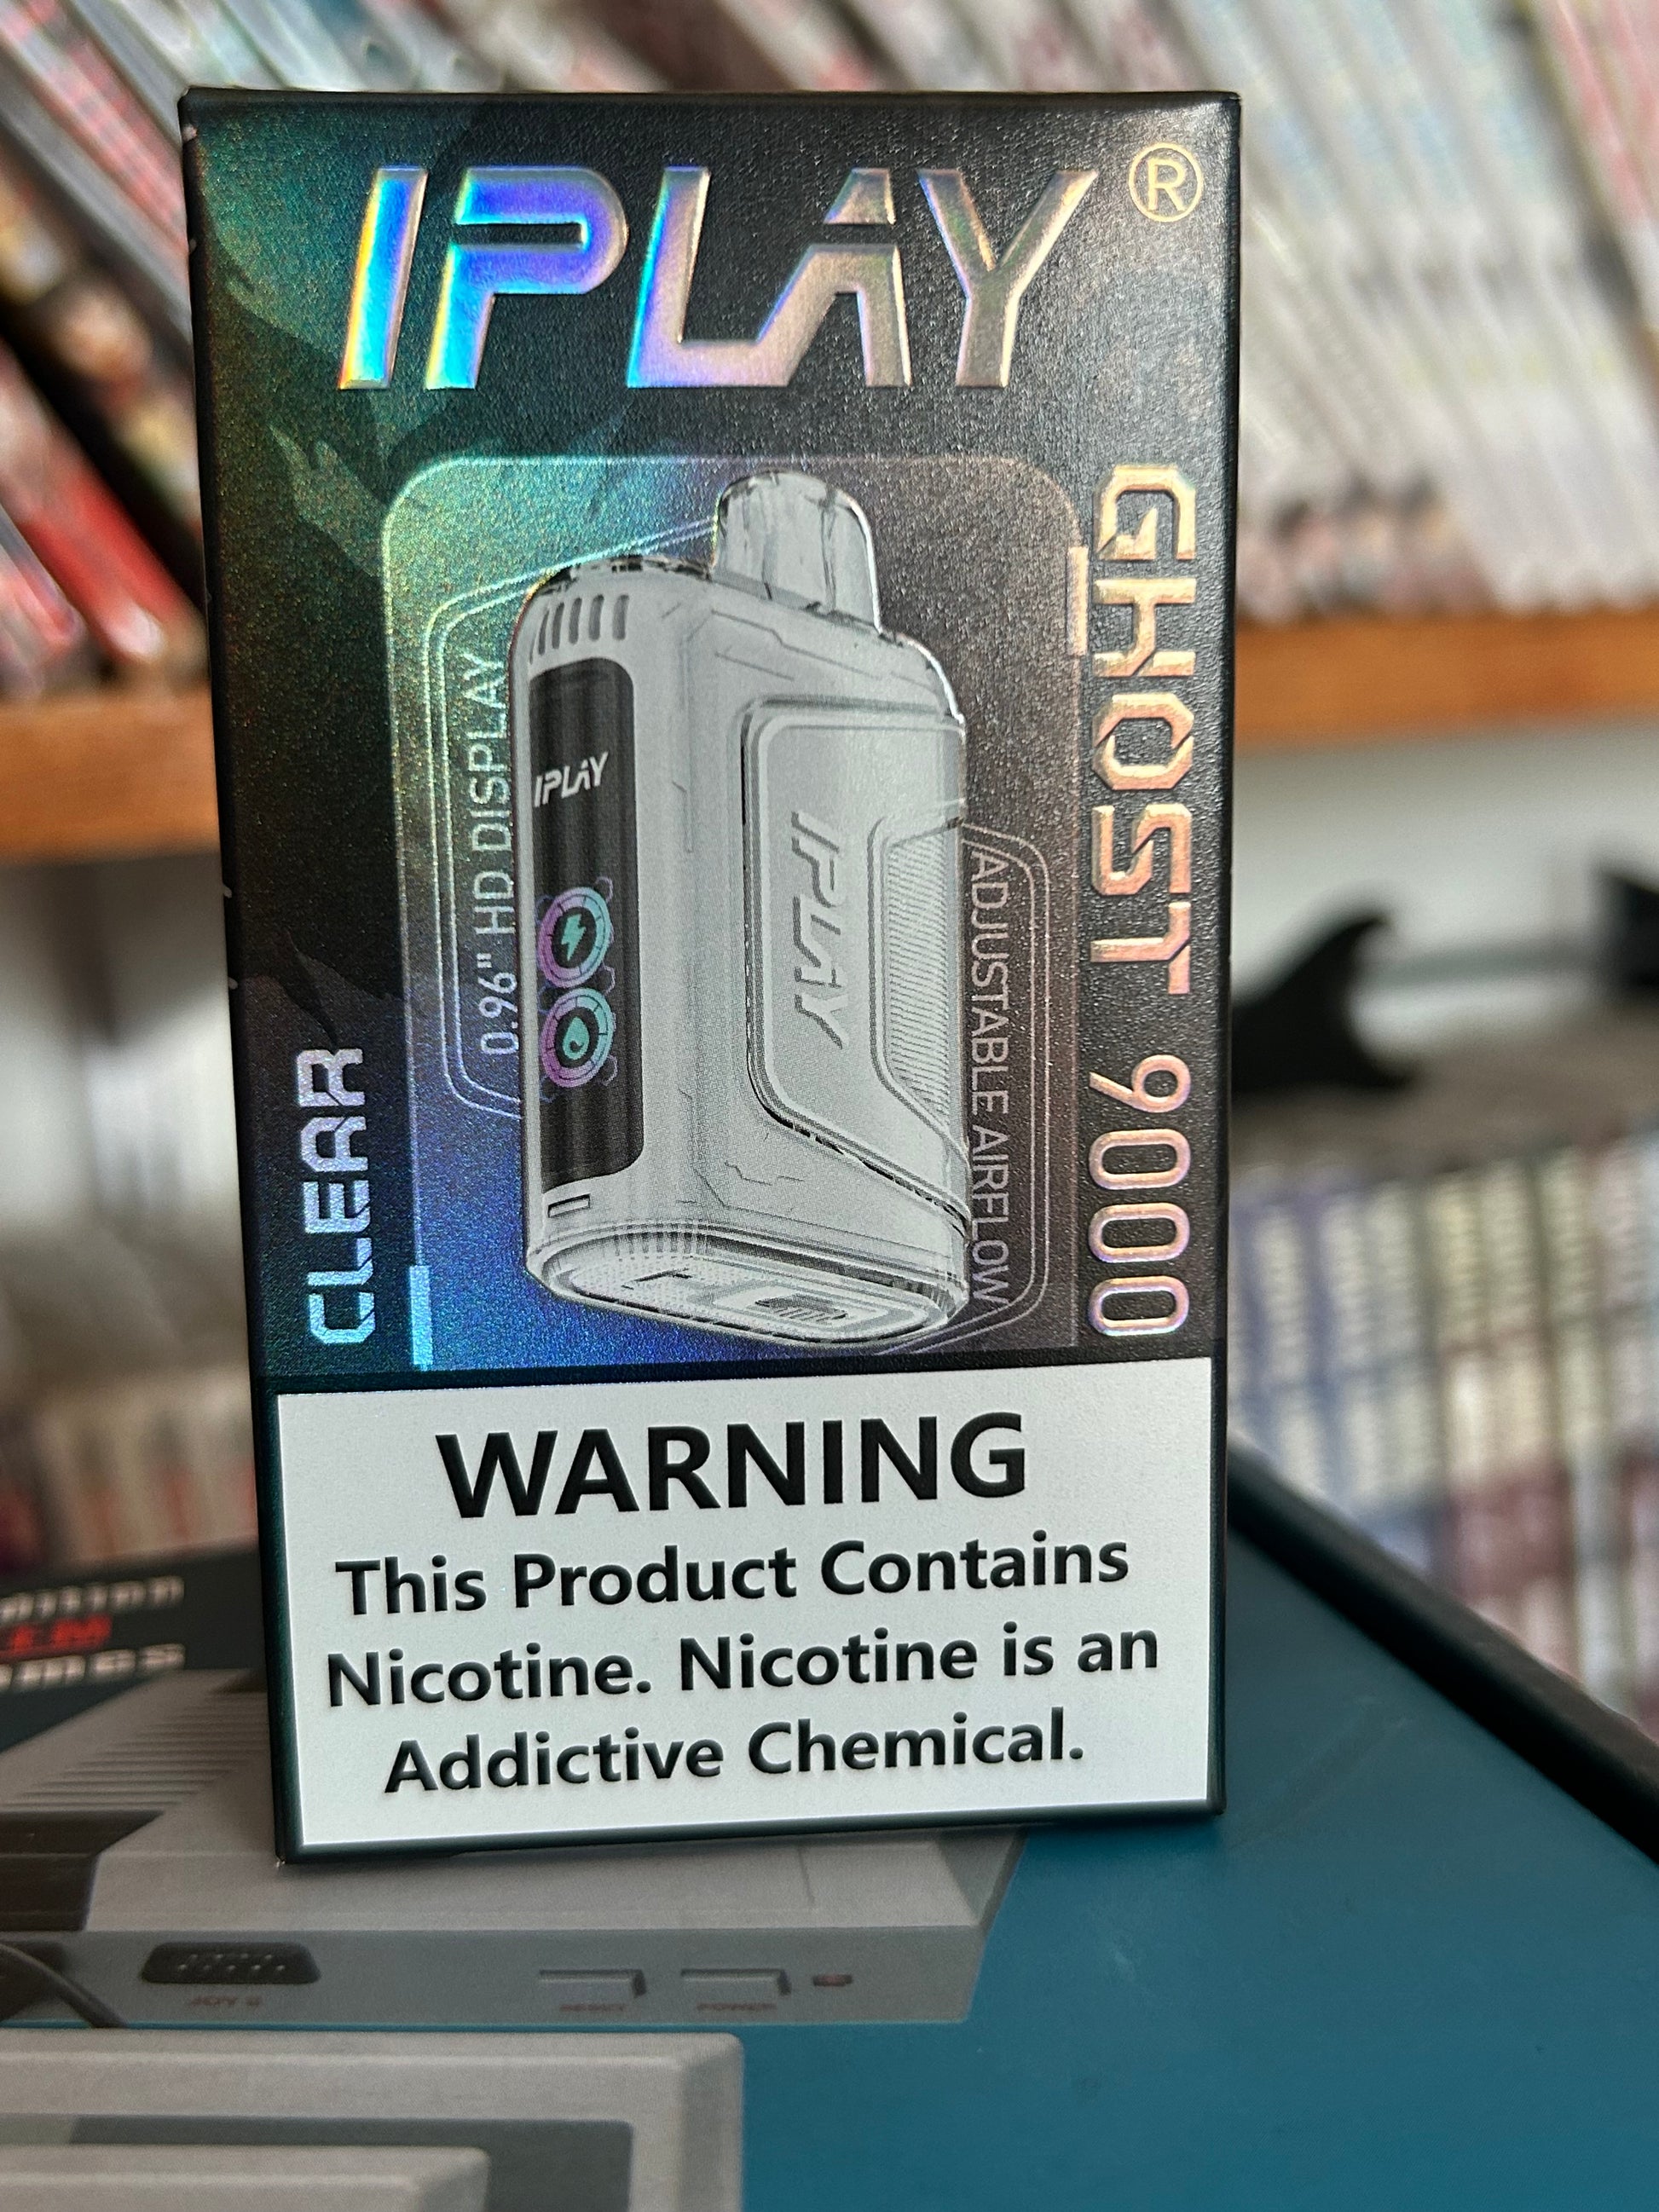 IPLAY®
GHOST 9000
0.96" HD DISPLAY
IPLAY
IPLAY
ADJUSTABLE AIRFLOW
CLEAR
WARNING
This Product Contains
Nicotine. Nicotine is an
Addictive Chemical.
POWER